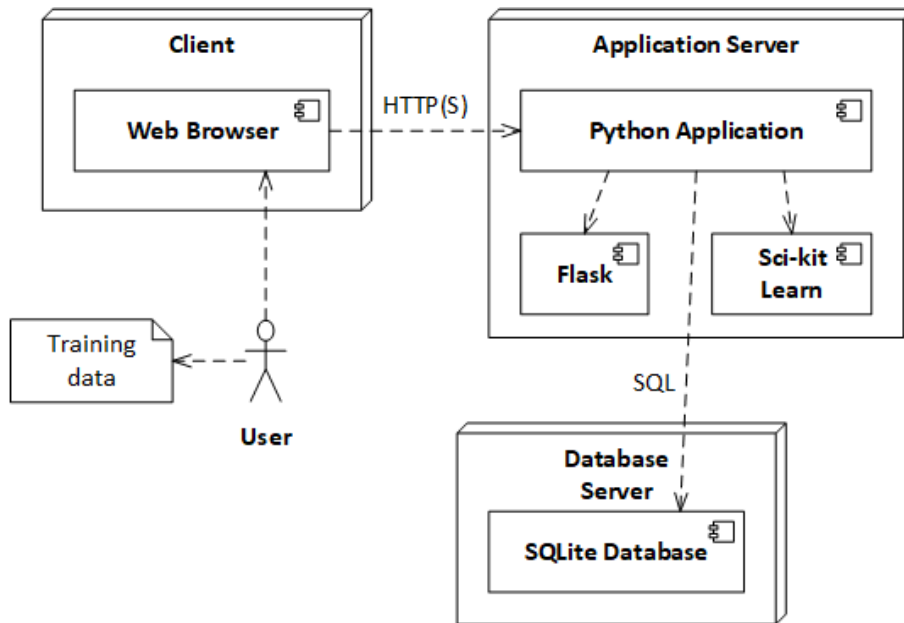 Client
Application Server
Web Browser
HTTP(S)
Python Application
Flask
Sci-kit
Learn
Training
data
User
SQL
Database
Server
SQLite Database